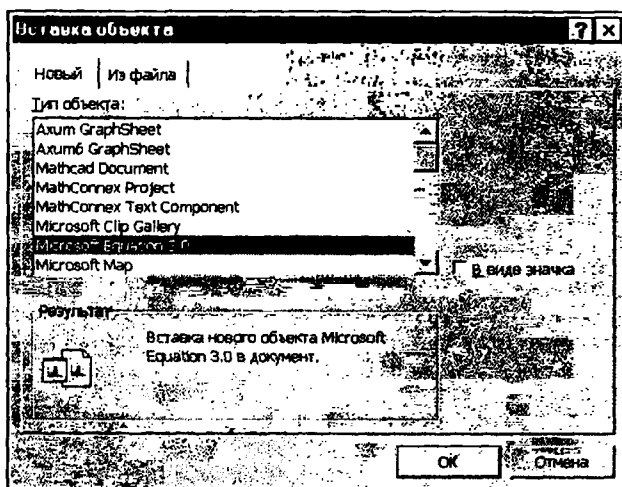 Вставка объекта
Новый
Из файла
Тип объекта:
Axum GraphSheet
Axum6 GraphSheet
Mathcad Document
MathConnex Project
MathConnex Text Component
Microsoft Clip Gallery
Microsoft Equation 3.0
Microsoft Map
В виде значка
Результат
Вставка нового объекта Microsoft
Equation 3.0 в документ.
OK
Отмена